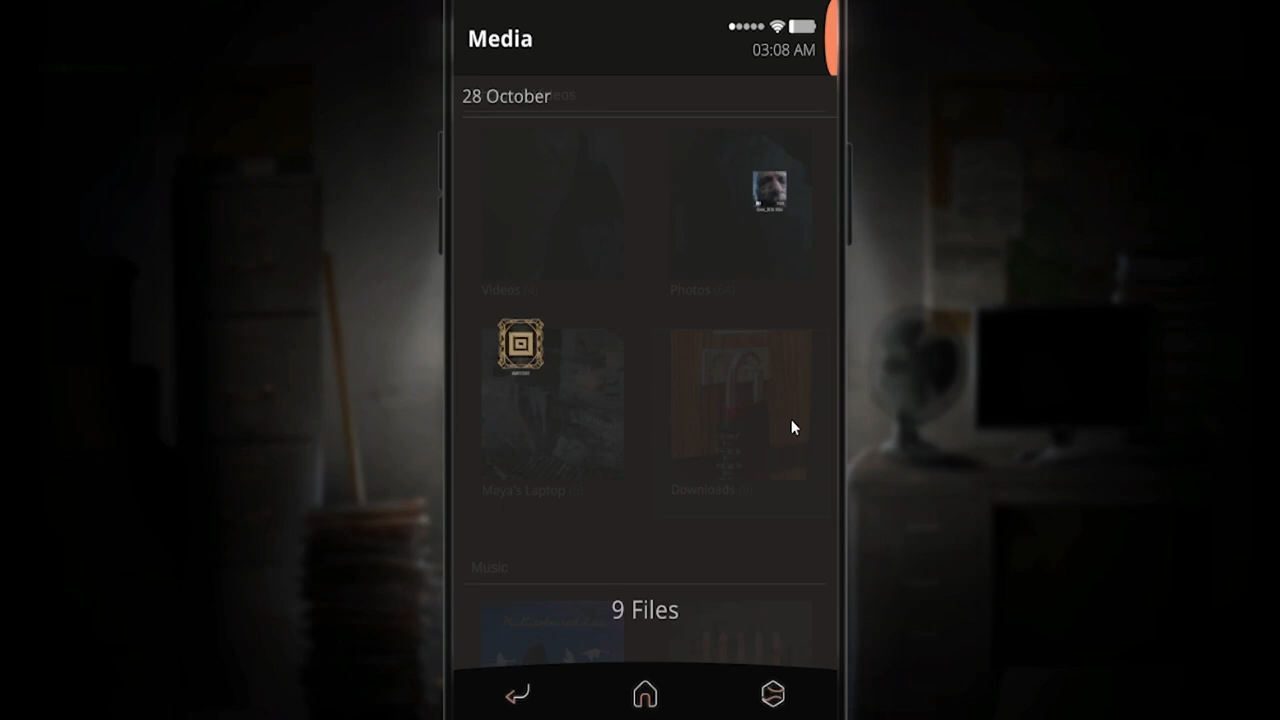 Media
03:08 AM
28 October
Videos
Photos
Maya's Laptop
Downloads
Music
9 Files